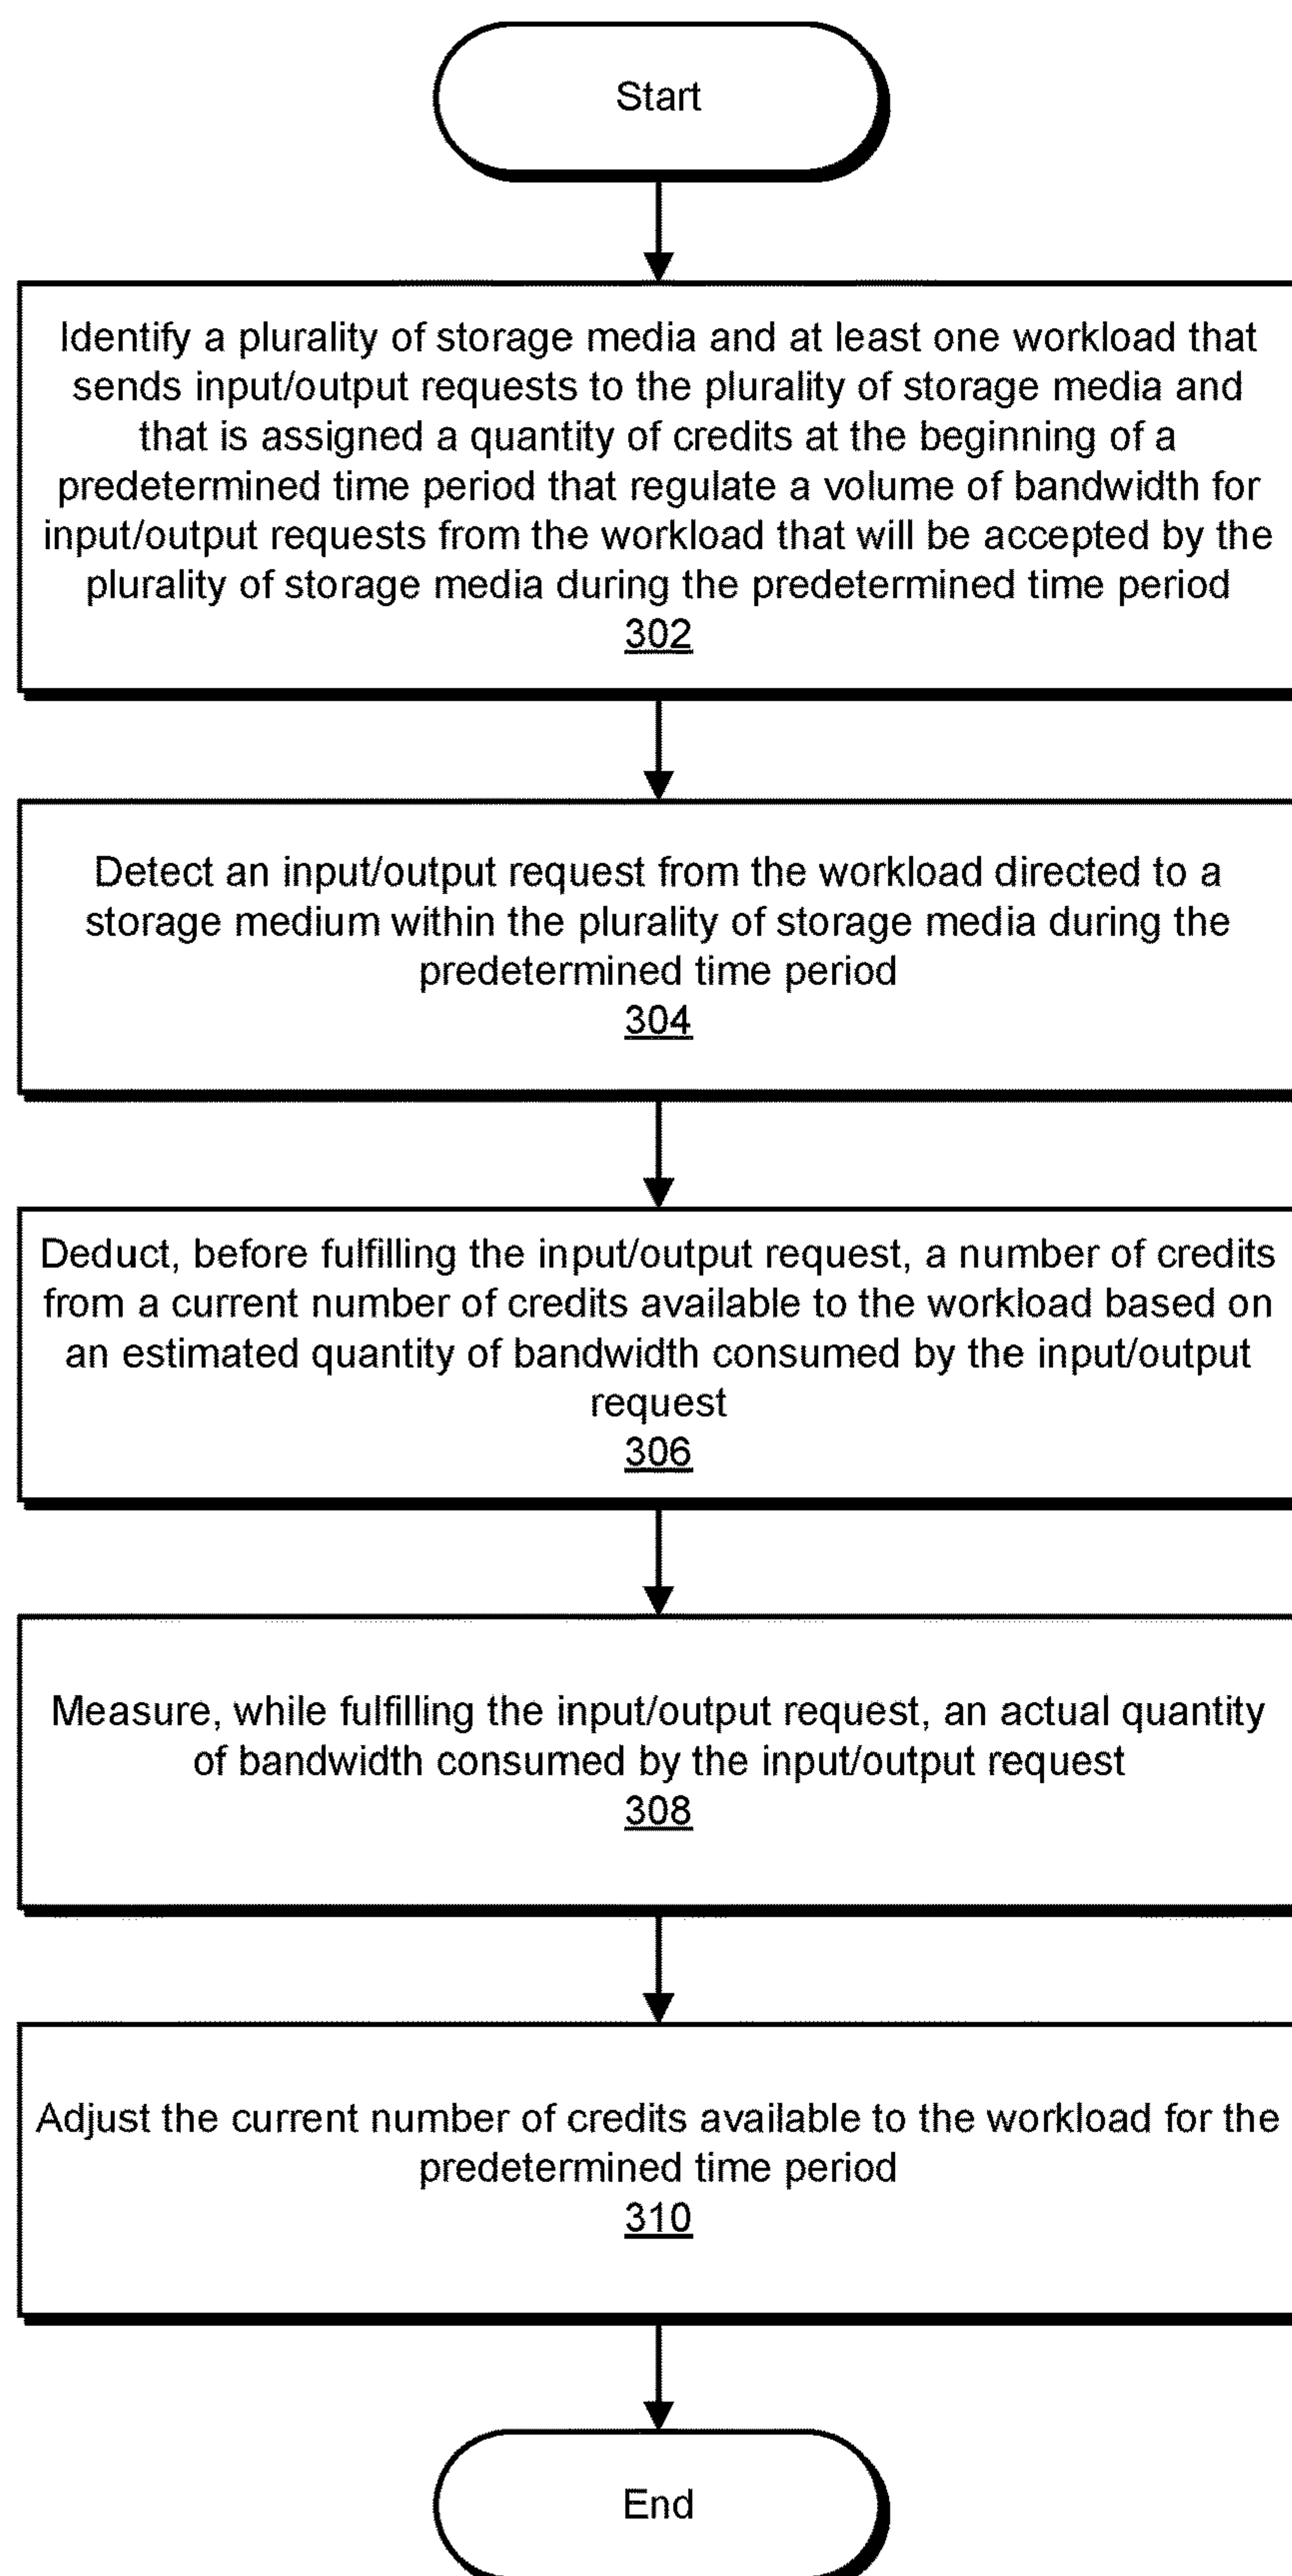 Start
Identify a plurality of storage media and at least one workload that
sends input/output requests to the plurality of storage media and
that is assigned a quantity of credits at the beginning of a
predetermined time period that regulate a volume of bandwidth for
input/output requests from the workload that will be accepted by the
plurality of storage media during the predetermined time period
302
Detect an input/output request from the workload directed to a
storage medium within the plurality of storage media during the
predetermined time period
304
Deduct, before fulfilling the input/output request, a number of credits
from a current number of credits available to the workload based on
an estimated quantity of bandwidth consumed by the input/output
request
306
Measure, while fulfilling the input/output request, an actual quantity
of bandwidth consumed by the input/output request
308
Adjust the current number of credits available to the workload for the
predetermined time period
310
End